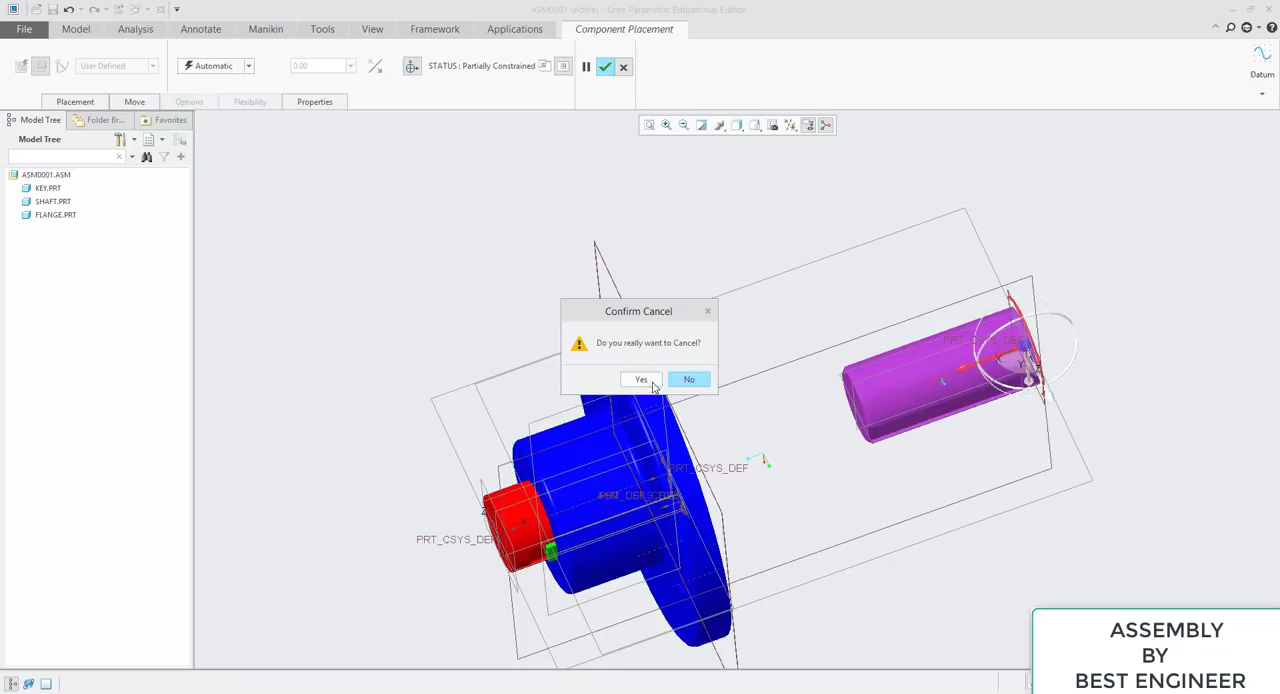 ASM0001 (Active) - Creo Parametric Educational Edition
File Model Analysis Annotate Manikin Tools View Framework Applications Component Placement
User Defined Automatic 0.00 STATUS : Partially Constrained
Datum
Placement Move Options Flexibility Properties
Model Tree Folder Br... Favorites
Model Tree
ASM0001.ASM
KEY.PRT
SHAFT.PRT
FLANGE.PRT
Confirm Cancel
Do you really want to Cancel?
Yes No
PRT_CSYS_DEF
X
Y
PRT_CSYS_DEF
Z
X
PRT_CSYS_DEF
ASSEMBLY
BY
BEST ENGINEER